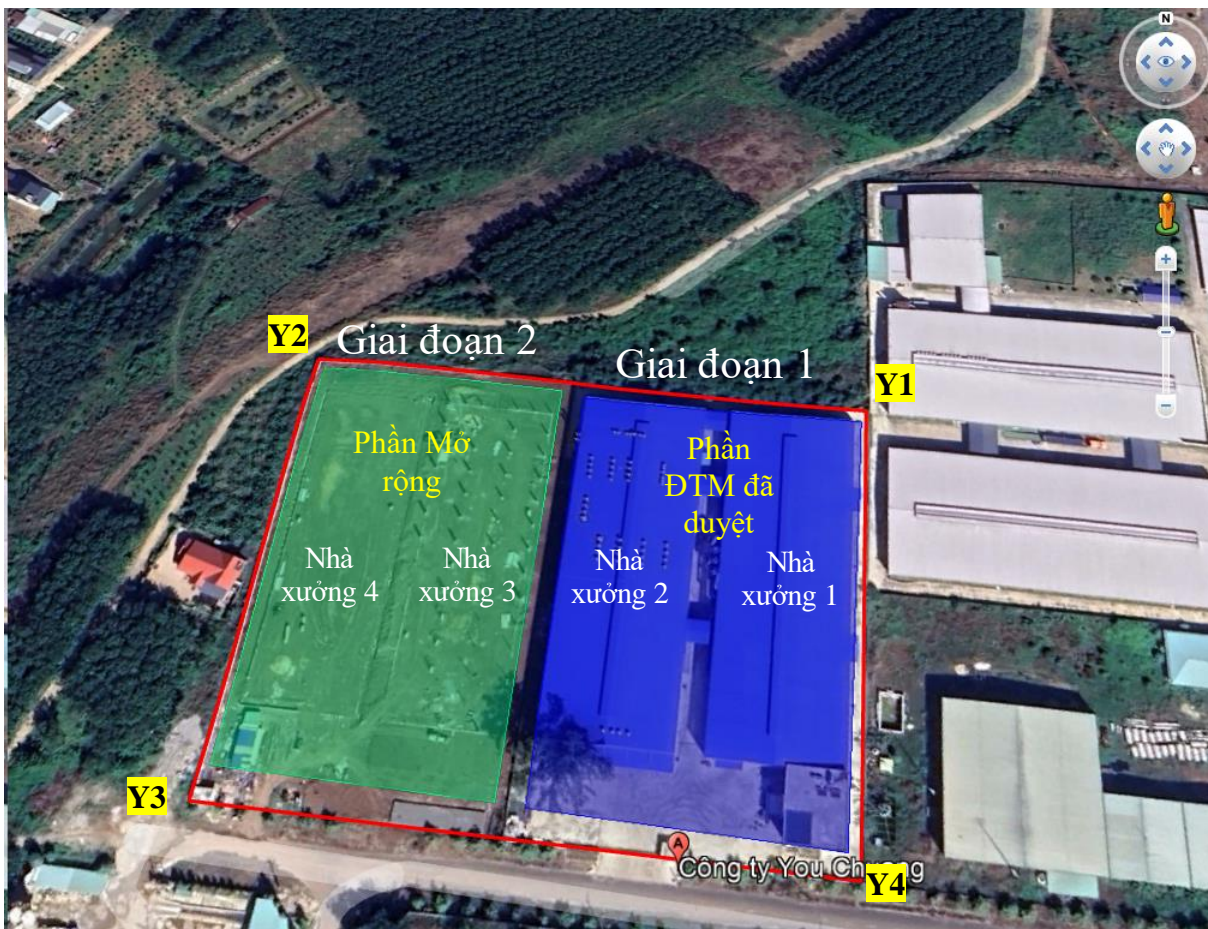 N
Y2
Giai đoạn 2
Giai đoạn 1
Y1
Phần Mở
rộng
Phần
ĐTM đã
duyệt
Nhà
xưởng 4
Nhà
xưởng 3
Nhà
xưởng 2
Nhà
xưởng 1
Y3
A
Công ty You Chuang
Y4